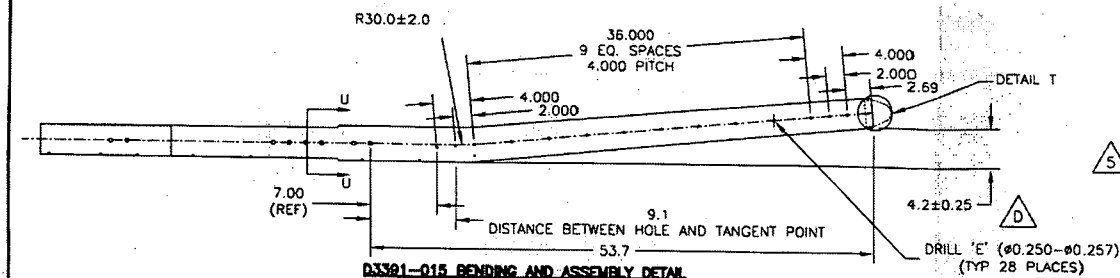 R30.0±2.0
36.000
9 EQ. SPACES
4.000 PITCH
4.000
2.000
2.69
DETAIL T
4.000
2.000
U
U
7.00
(REF)
9.1
DISTANCE BETWEEN HOLE AND TANGENT POINT
53.7
4.2±0.25
S
D
DRILL 'E' (ø0.250-ø0.257)
(TYP 28 PLACES)
D3391-015 BENDING AND ASSEMBLY DETAIL